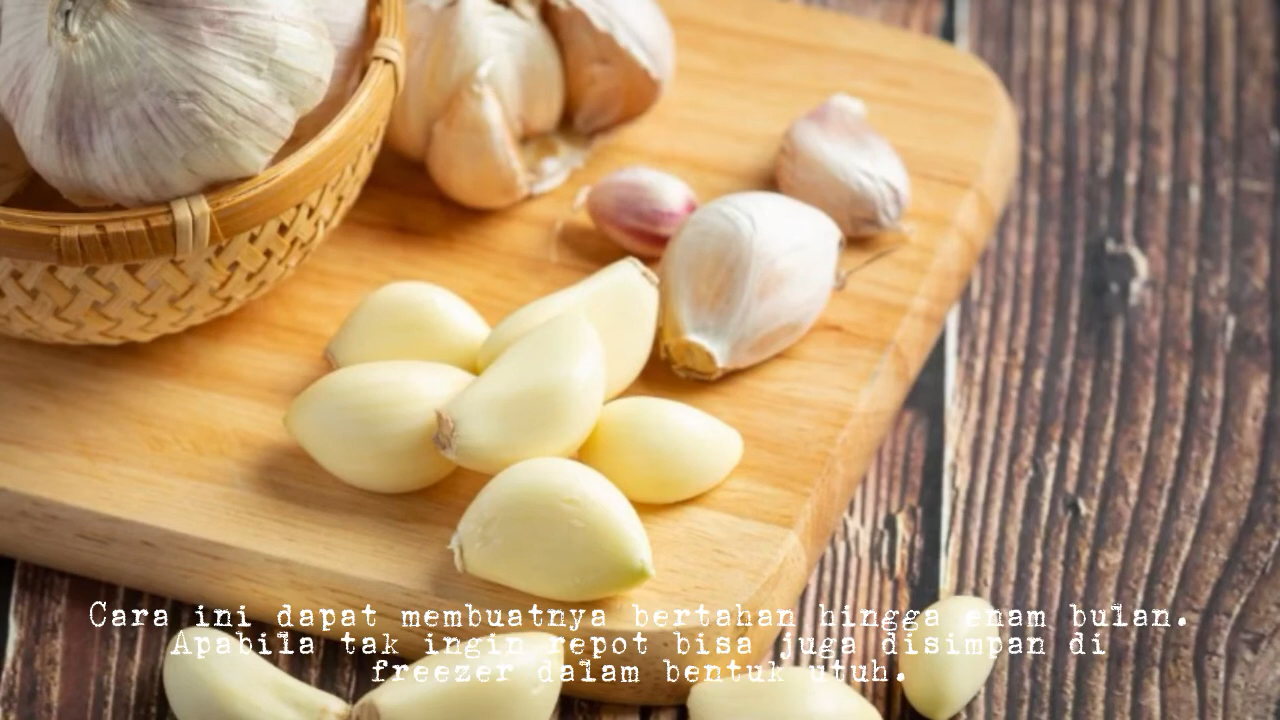 Cara ini dapat membuatnya bertahan hingga enam bulan.
Apabila tak ingin repot bisa juga disimpan di
freezer dalam bentuk utuh.